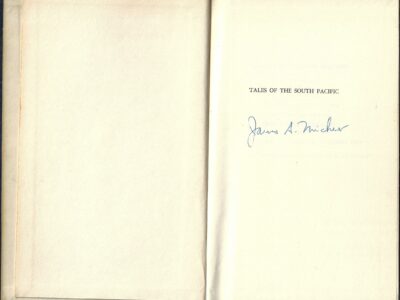 TALES OF THE SOUTH PACIFIC
James A. Michener